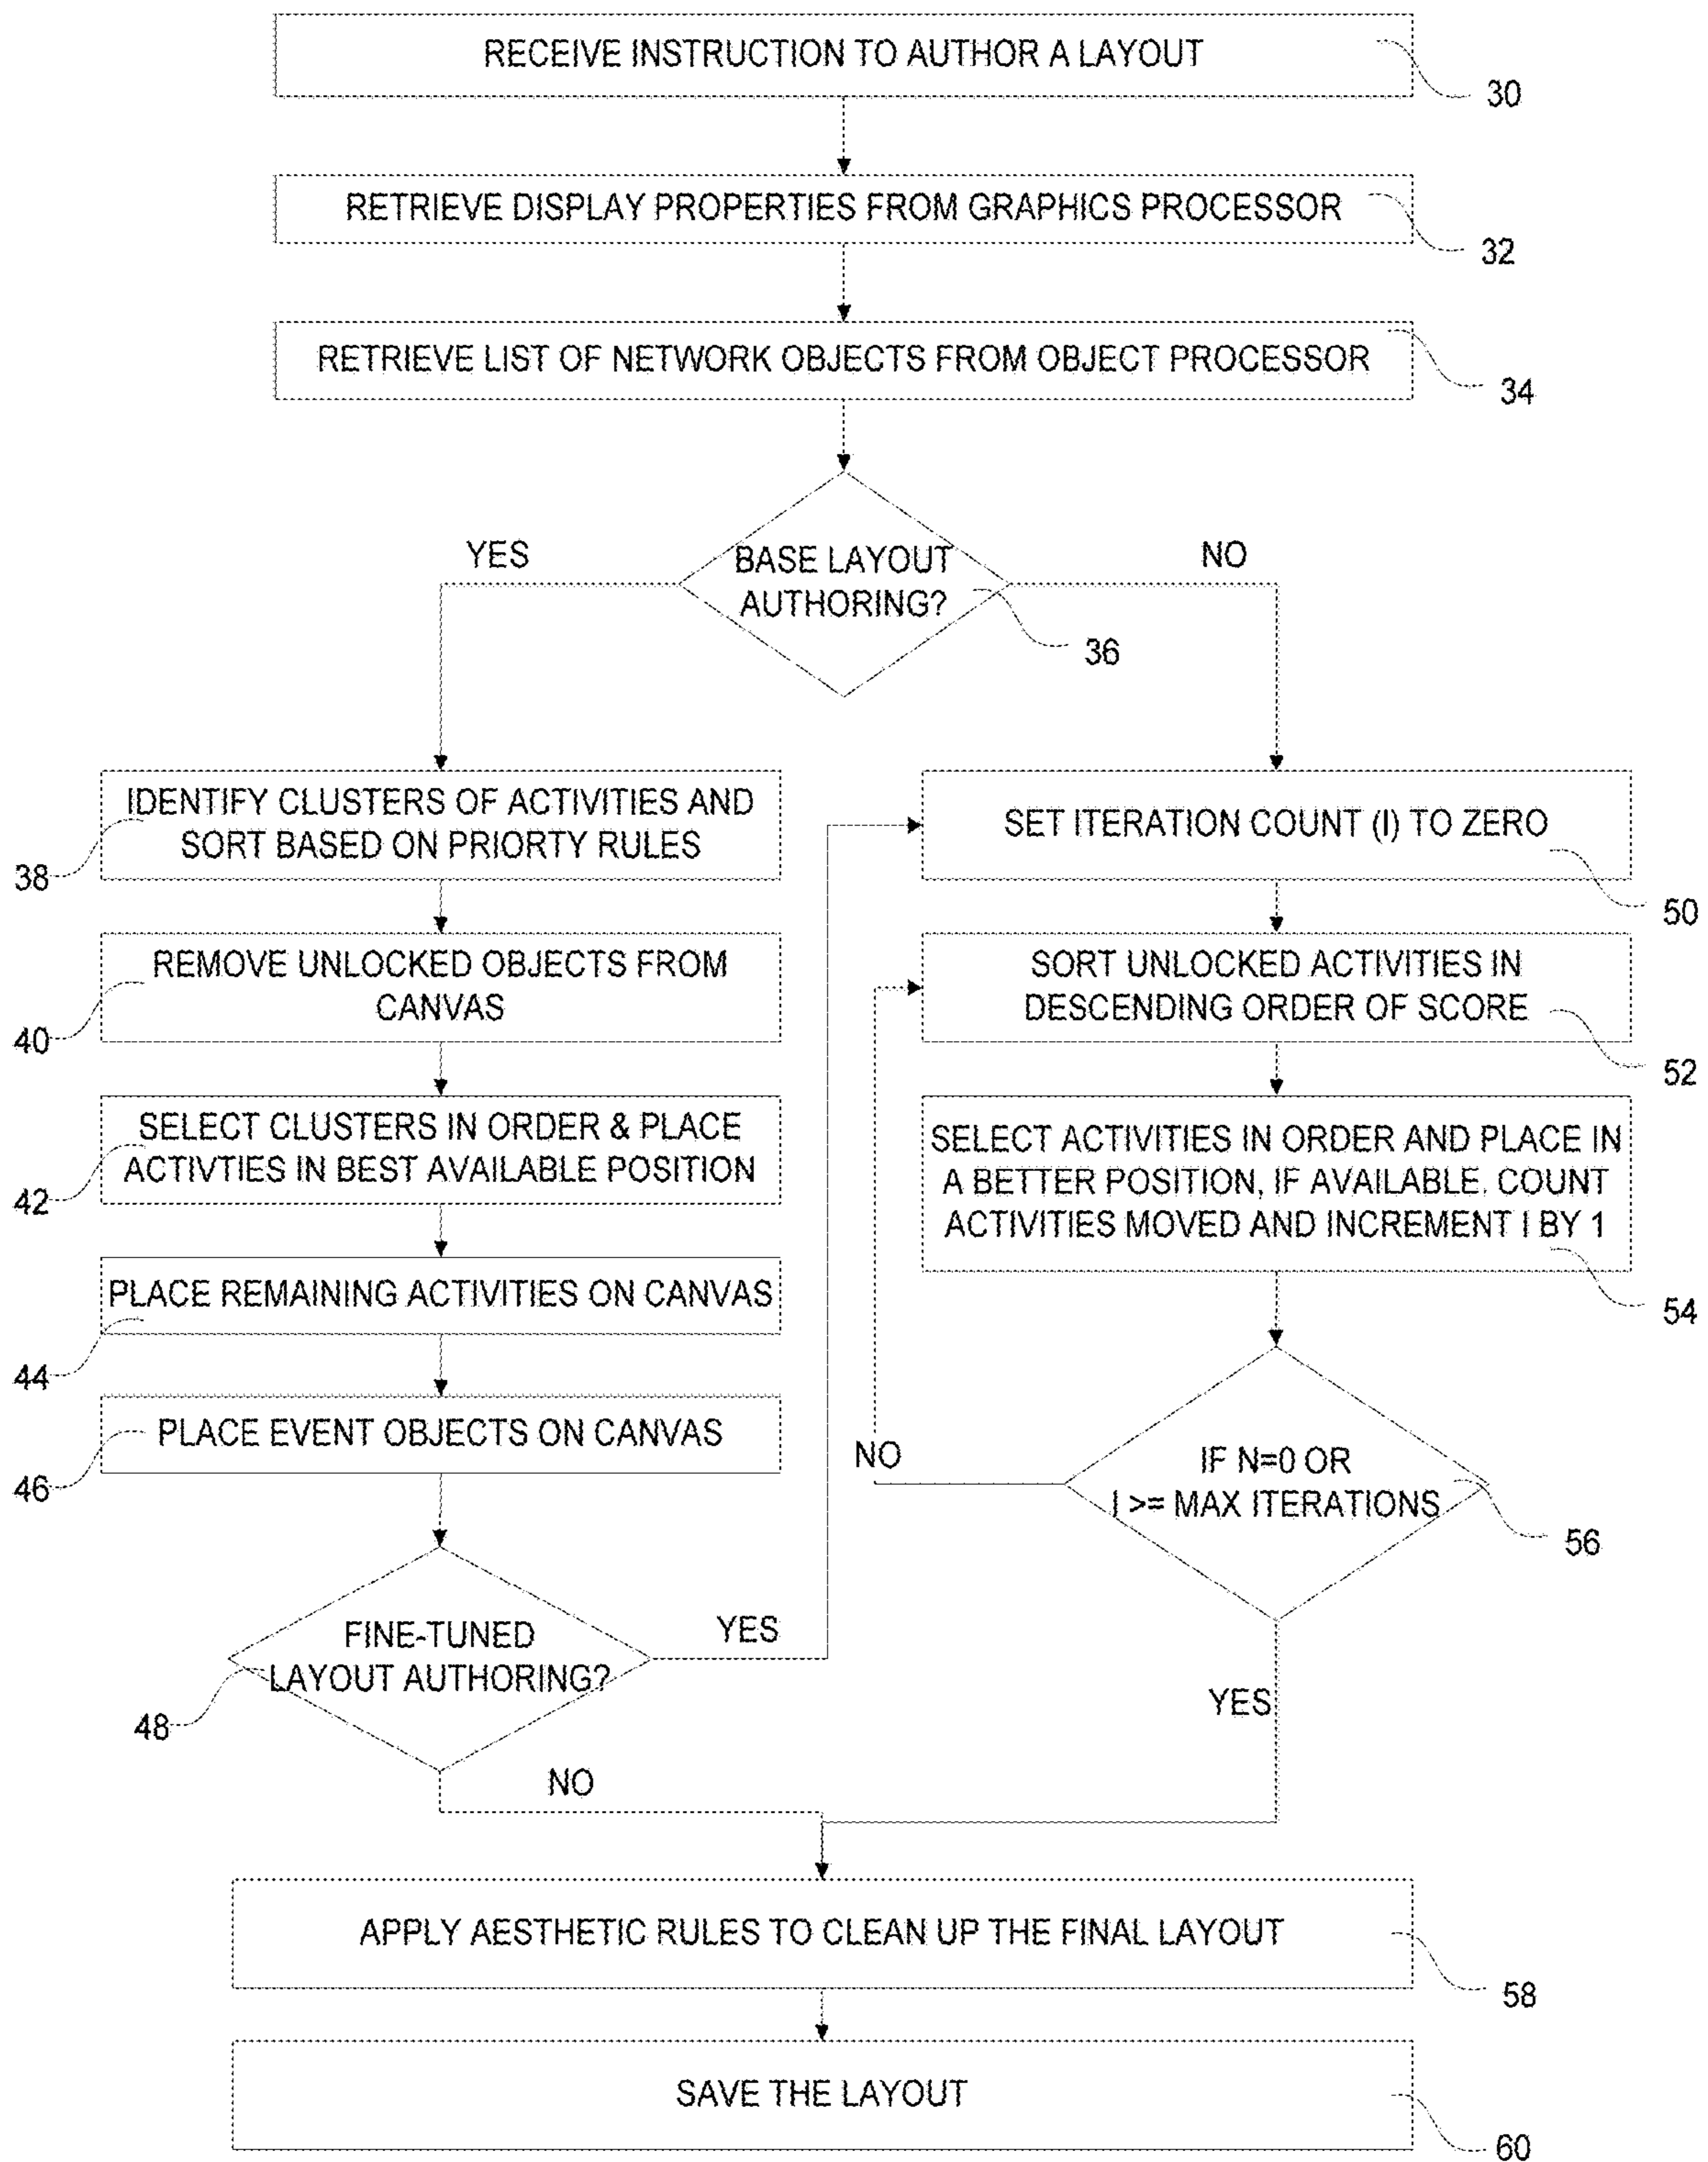 RECEIVE INSTRUCTION TO AUTHOR A LAYOUT
30
RETRIEVE DISPLAY PROPERTIES FROM GRAPHICS PROCESSOR
32
RETRIEVE LIST OF NETWORK OBJECTS FROM OBJECT PROCESSOR
34
BASE LAYOUT
AUTHORING?
36
YES
NO
IDENTIFY CLUSTERS OF ACTIVITIES AND
SORT BASED ON PRIORTY RULES
38
REMOVE UNLOCKED OBJECTS FROM
CANVAS
40
SELECT CLUSTERS IN ORDER & PLACE
ACTIVTIES IN BEST AVAILABLE POSITION
42
PLACE REMAINING ACTIVITIES ON CANVAS
44
PLACE EVENT OBJECTS ON CANVAS
46
FINE-TUNED
LAYOUT AUTHORING?
48
YES
NO
SET ITERATION COUNT (I) TO ZERO
50
SORT UNLOCKED ACTIVITIES IN
DESCENDING ORDER OF SCORE
52
SELECT ACTIVITIES IN ORDER AND PLACE IN
A BETTER POSITION, IF AVAILABLE. COUNT
ACTIVITIES MOVED AND INCREMENT I BY 1
54
IF N=0 OR
I >= MAX ITERATIONS
56
NO
YES
APPLY AESTHETIC RULES TO CLEAN UP THE FINAL LAYOUT
58
SAVE THE LAYOUT
60